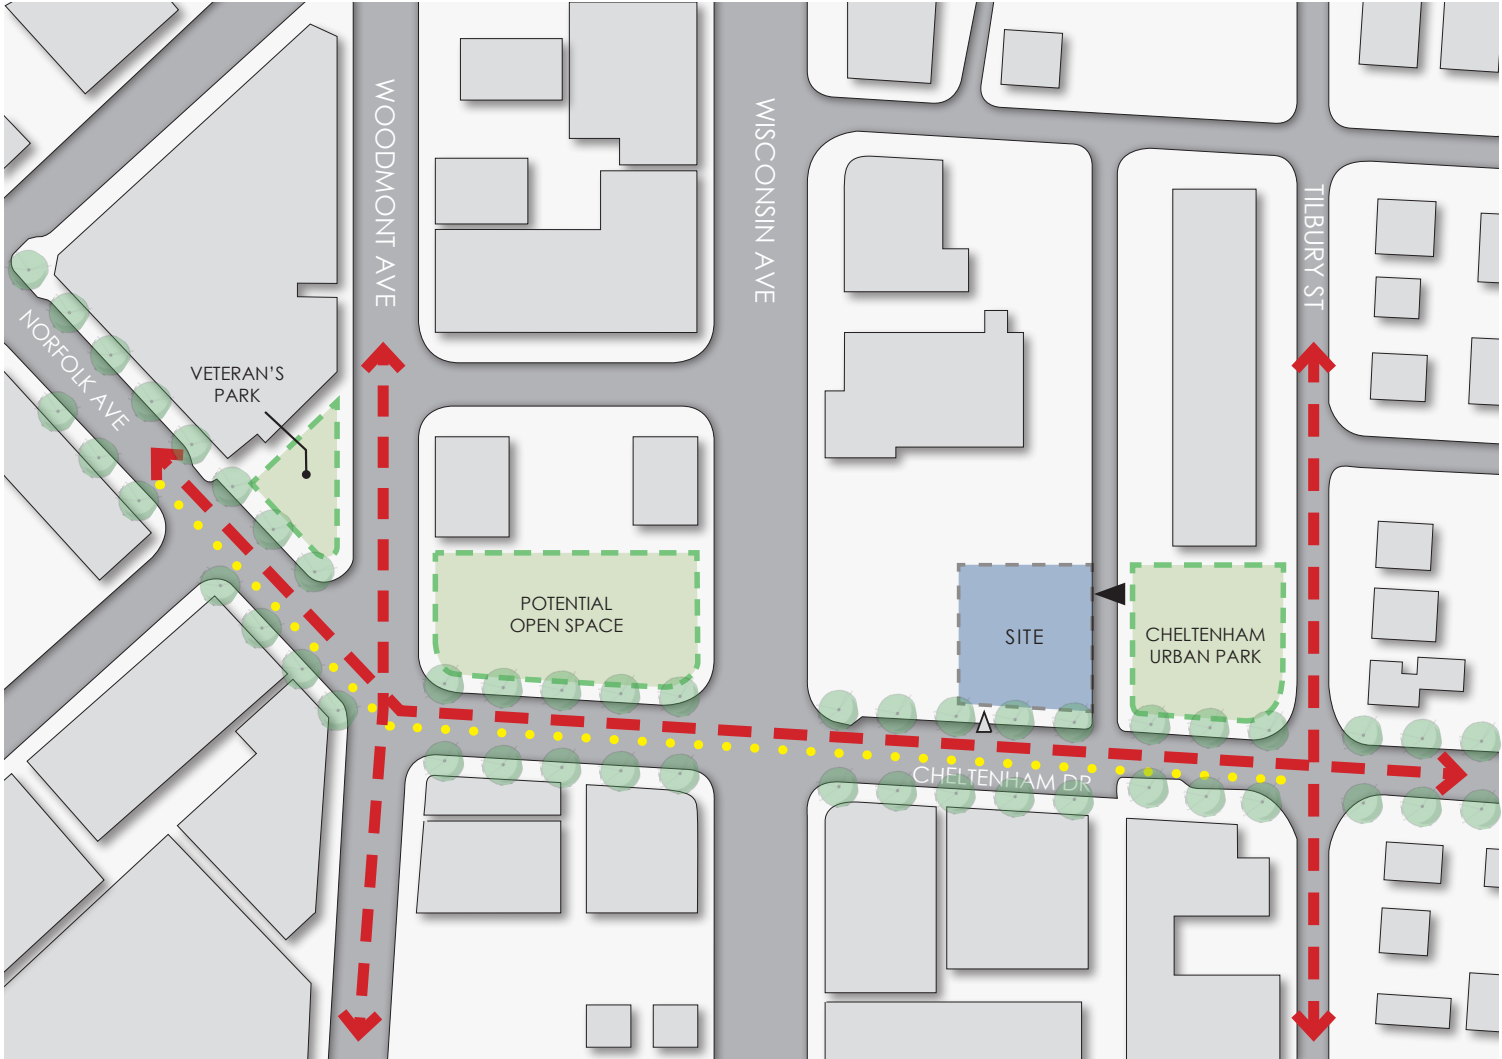 WOODMONT AVE
WISCONSIN AVE
TILBURY ST
NORFOLK AVE
VETERAN'S
PARK
POTENTIAL
OPEN SPACE
SITE
CHELTENHAM
URBAN PARK
CHELTENHAM DR